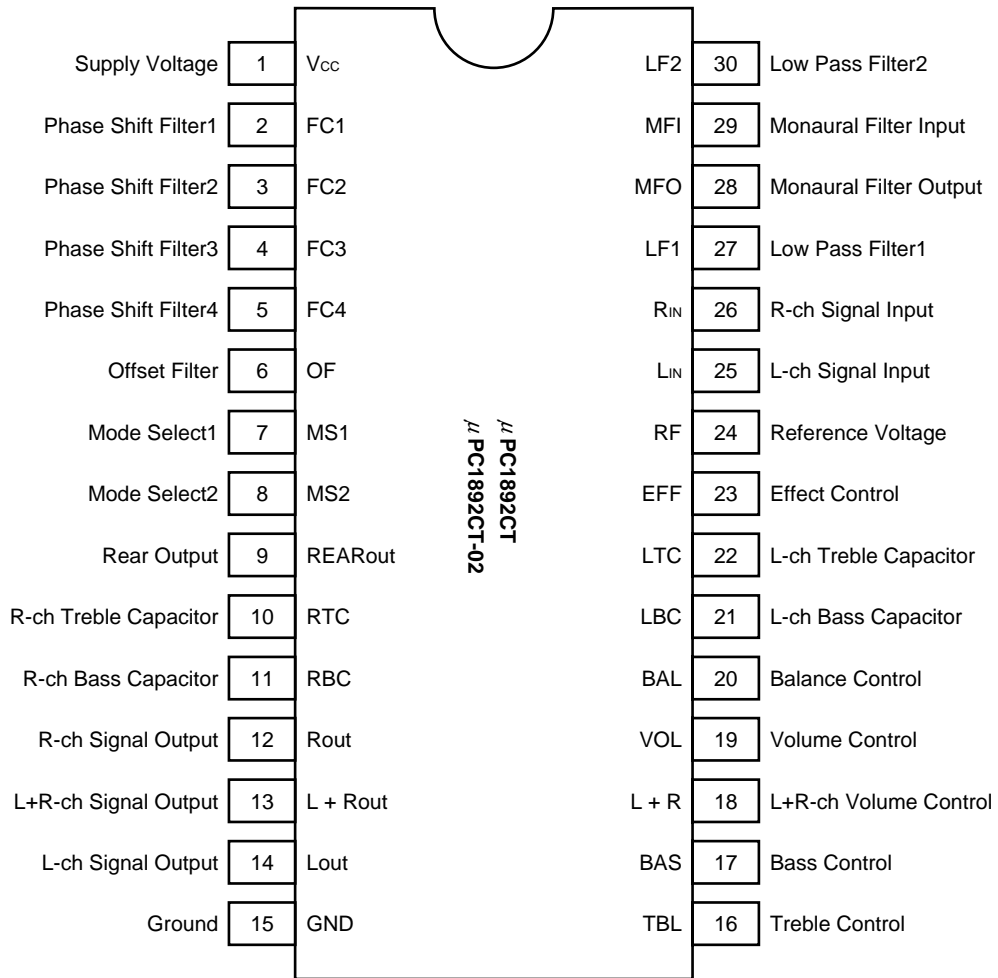 Supply Voltage 1 VCC LF2 30 Low Pass Filter2
Phase Shift Filter1 2 FC1 MFI 29 Monaural Filter Input
Phase Shift Filter2 3 FC2 MFO 28 Monaural Filter Output
Phase Shift Filter3 4 FC3 LF1 27 Low Pass Filter1
Phase Shift Filter4 5 FC4 RIN 26 R-ch Signal Input
Offset Filter 6 OF LIN 25 L-ch Signal Input
Mode Select1 7 MS1 RF 24 Reference Voltage
Mode Select2 8 MS2 EFF 23 Effect Control
Rear Output 9 REARout LTC 22 L-ch Treble Capacitor
R-ch Treble Capacitor 10 RTC LBC 21 L-ch Bass Capacitor
R-ch Bass Capacitor 11 RBC BAL 20 Balance Control
R-ch Signal Output 12 Rout VOL 19 Volume Control
L+R-ch Signal Output 13 L + Rout L + R 18 L+R-ch Volume Control
L-ch Signal Output 14 Lout BAS 17 Bass Control
Ground 15 GND TBL 16 Treble Control
μ PC1892CT
μ PC1892CT-02